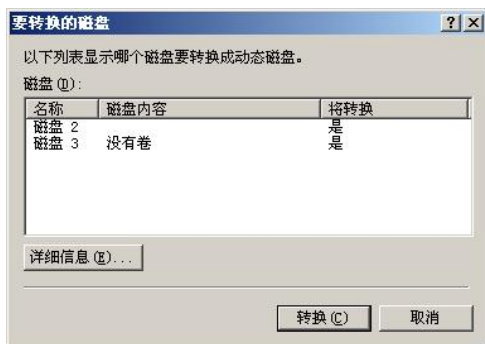 要转换的磁盘
以下列表显示哪个磁盘要转换成动态磁盘。
磁盘(D):
名称 磁盘内容 将转换
磁盘 2 是
磁盘 3 没有卷 是
详细信息(E)...
转换(C) 取消